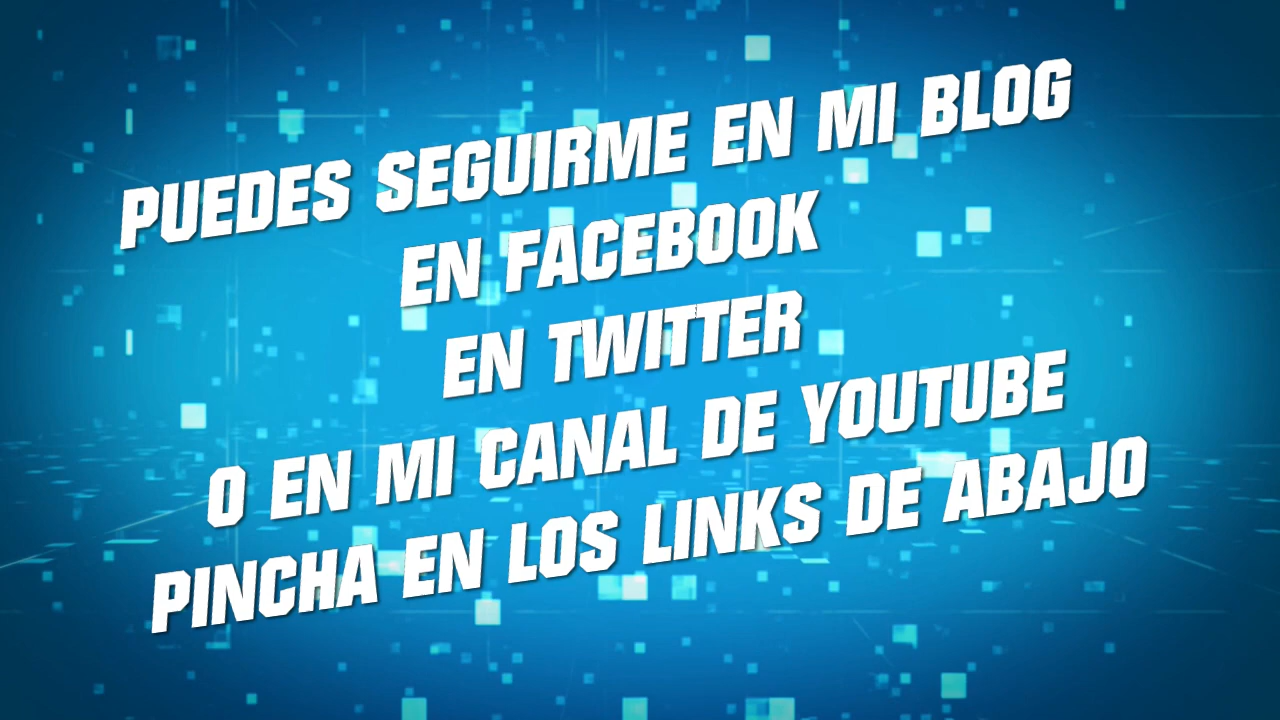 PUEDES SEGUIRME EN MI BLOG
EN FACEBOOK
EN TWITTER
O EN MI CANAL DE YOUTUBE
PINCHA EN LOS LINKS DE ABAJO